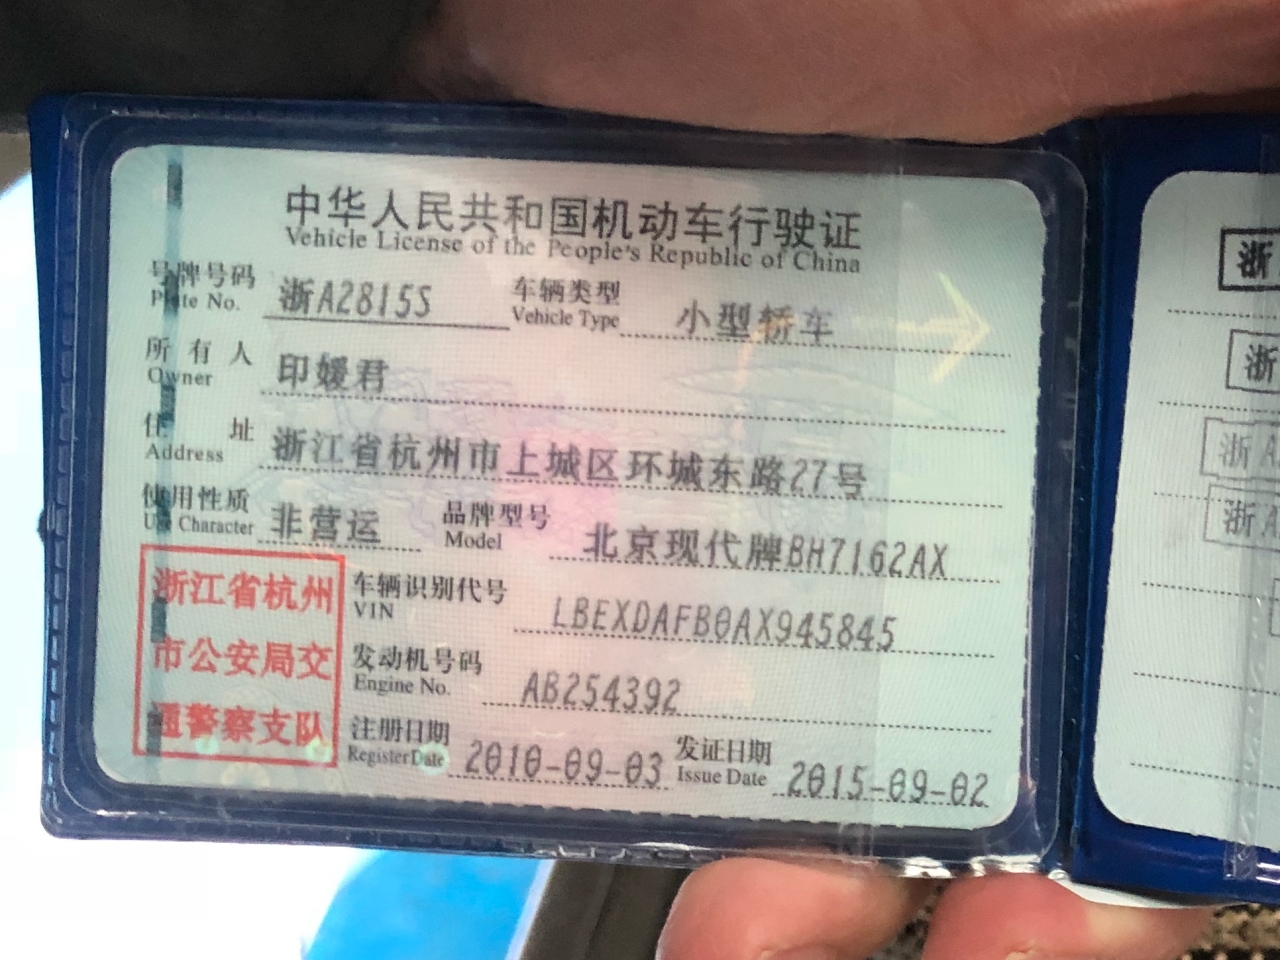 中华人民共和国机动车行驶证
Vehicle License of the People's Republic of China
号牌号码 浙A2815S 车辆类型 小型轿车
Plate No. Vehicle Type
所有人 印媛君
Owner
住址 浙江省杭州市上城区环城东路27号
Address
使用性质 非营运 品牌型号 北京现代牌BH7162AX
Use Character Model
浙江省杭州
市公安局交
通警察支队
车辆识别代号 LBEXDAFB0AX945845
VIN
发动机号码 AB254392
Engine No.
注册日期 2010-09-03 发证日期 2015-09-02
Register Date Issue Date
浙
浙
浙A
浙A